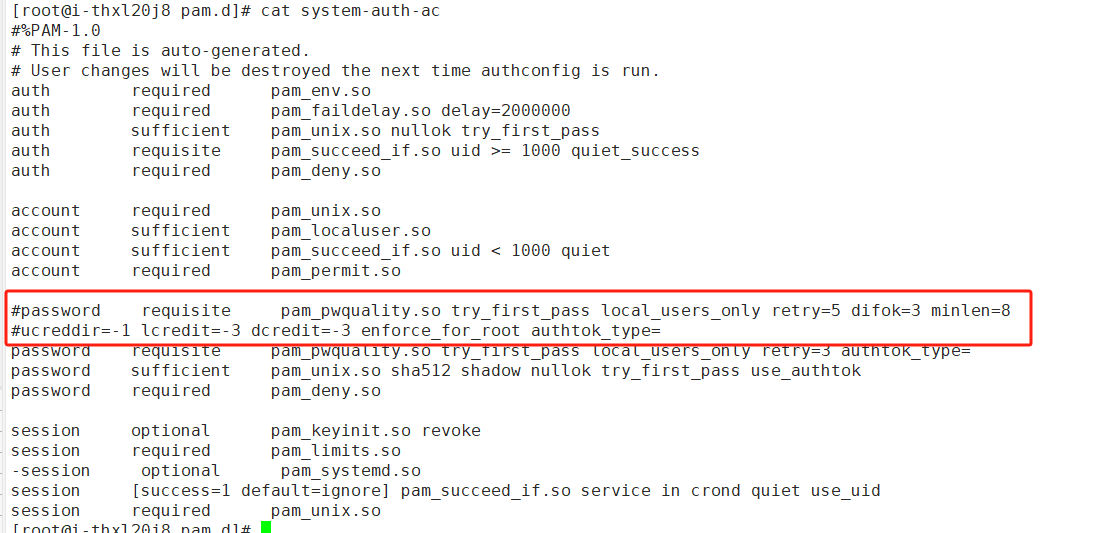 [root@i-thxl20j8 pam.d]# cat system-auth-ac
#%PAM-1.0
# This file is auto-generated.
# User changes will be destroyed the next time authconfig is run.
auth        required      pam_env.so
auth        required      pam_faildelay.so delay=2000000
auth        sufficient    pam_unix.so nullok try_first_pass
auth        requisite     pam_succeed_if.so uid >= 1000 quiet_success
auth        required      pam_deny.so

account     required      pam_unix.so
account     sufficient    pam_localuser.so
account     sufficient    pam_succeed_if.so uid < 1000 quiet
account     required      pam_permit.so

#password    requisite     pam_pwquality.so try_first_pass local_users_only retry=5 difok=3 minlen=8
#ucreddir=-1 lcredit=-3 dcredit=-3 enforce_for_root authtok_type=
password    requisite     pam_pwquality.so try_first_pass local_users_only retry=3 authtok_type=
password    sufficient    pam_unix.so sha512 shadow nullok try_first_pass use_authtok
password    required      pam_deny.so

session     optional      pam_keyinit.so revoke
session     required      pam_limits.so
-session     optional      pam_systemd.so
session     [success=1 default=ignore] pam_succeed_if.so service in crond quiet use_uid
session     required      pam_unix.so
[root@i-thxl20j8 pam.d]#